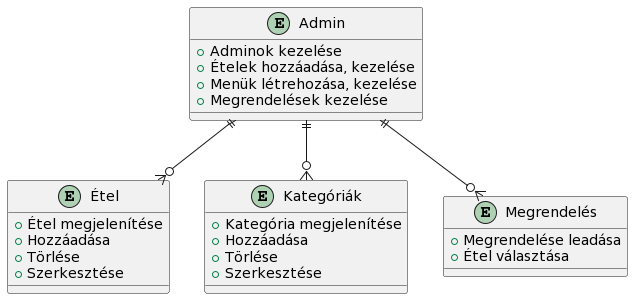 E Admin
Adminok kezelése
Ételek hozzáadása, kezelése
Menük létrehozása, kezelése
Megrendelések kezelése
E Étel
Étel megjelenítése
Hozzáadása
Törlése
Szerkesztése
E Kategóriák
Kategória megjelenítése
Hozzáadása
Törlése
Szerkesztése
E Megrendelés
Megrendelése leadása
Étel választása